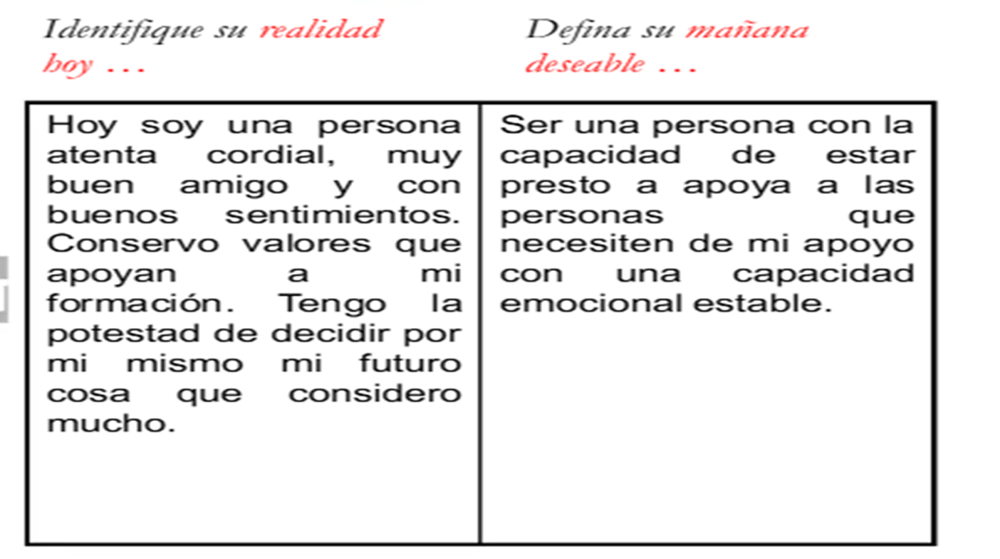 Identifique su realidad
hoy ...
Defina su mañana
deseable ...
Hoy soy una persona
atenta cordial, muy
buen amigo y con
buenos sentimientos.
Conservo valores que
apoyan a mi
formación. Tengo la
potestad de decidir por
mi mismo mi futuro
cosa que considero
mucho.
Ser una persona con la
capacidad de estar
presto a apoya a las
personas que
necesiten de mi apoyo
con una capacidad
emocional estable.